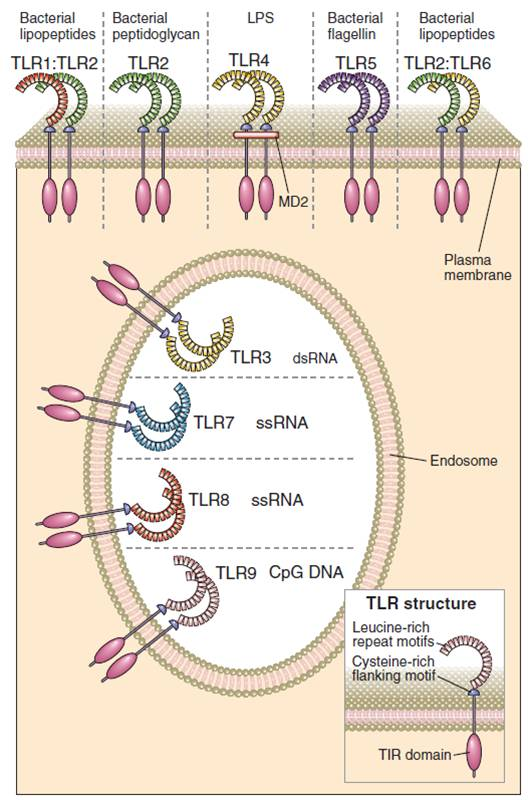 Bacterial lipopeptides
Bacterial peptidoglycan
LPS
Bacterial flagellin
Bacterial lipopeptides
TLR1:TLR2
TLR2
TLR4
TLR5
TLR2:TLR6
MD2
Plasma membrane
TLR3 dsRNA
TLR7 ssRNA
Endosome
TLR8 ssRNA
TLR9 CpG DNA
TLR structure
Leucine-rich
repeat motifs
Cysteine-rich
flanking motif
TIR domain